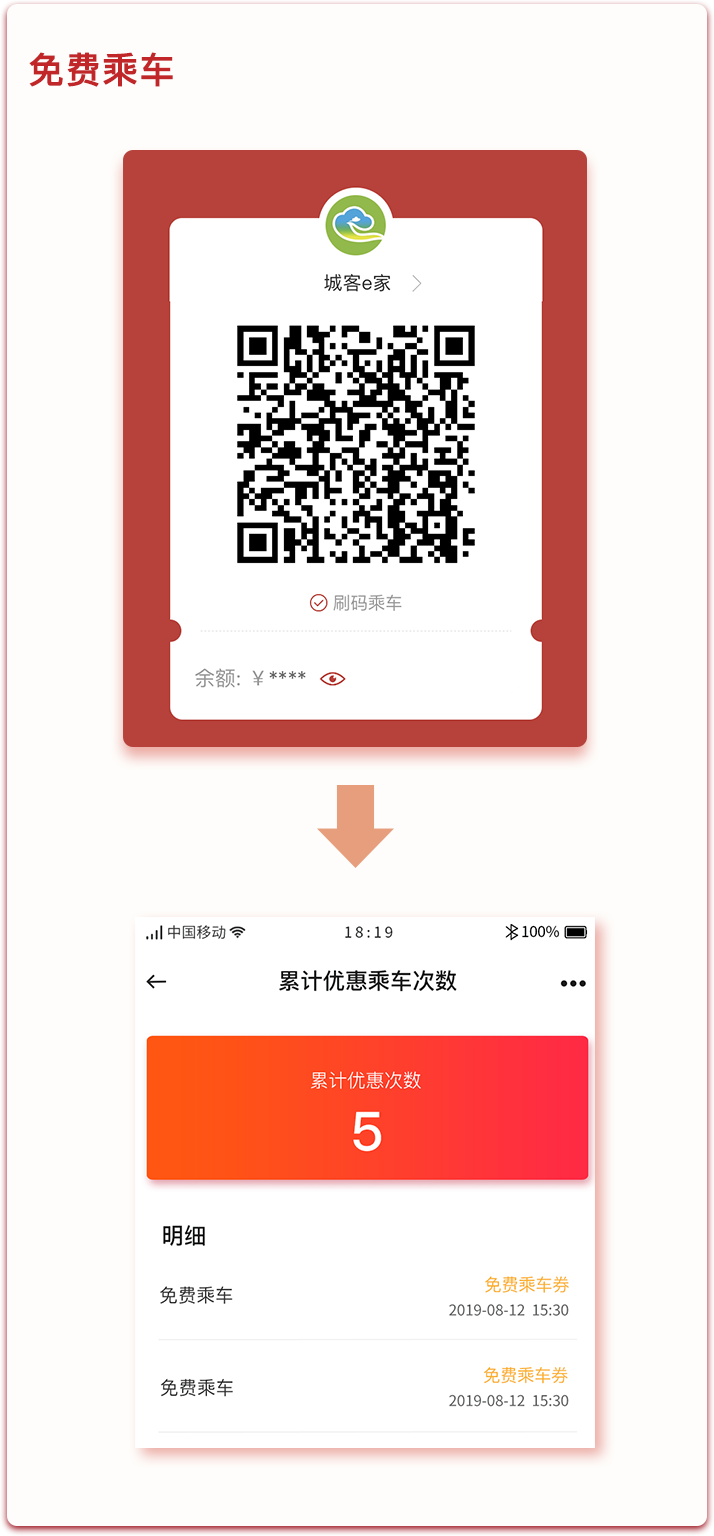 免费乘车
城客e家
刷码乘车
余额: ￥****
中国移动 18:19 100%
累计优惠乘车次数
累计优惠次数
5
明细
免费乘车
免费乘车券
2019-08-12 15:30
免费乘车
免费乘车券
2019-08-12 15:30